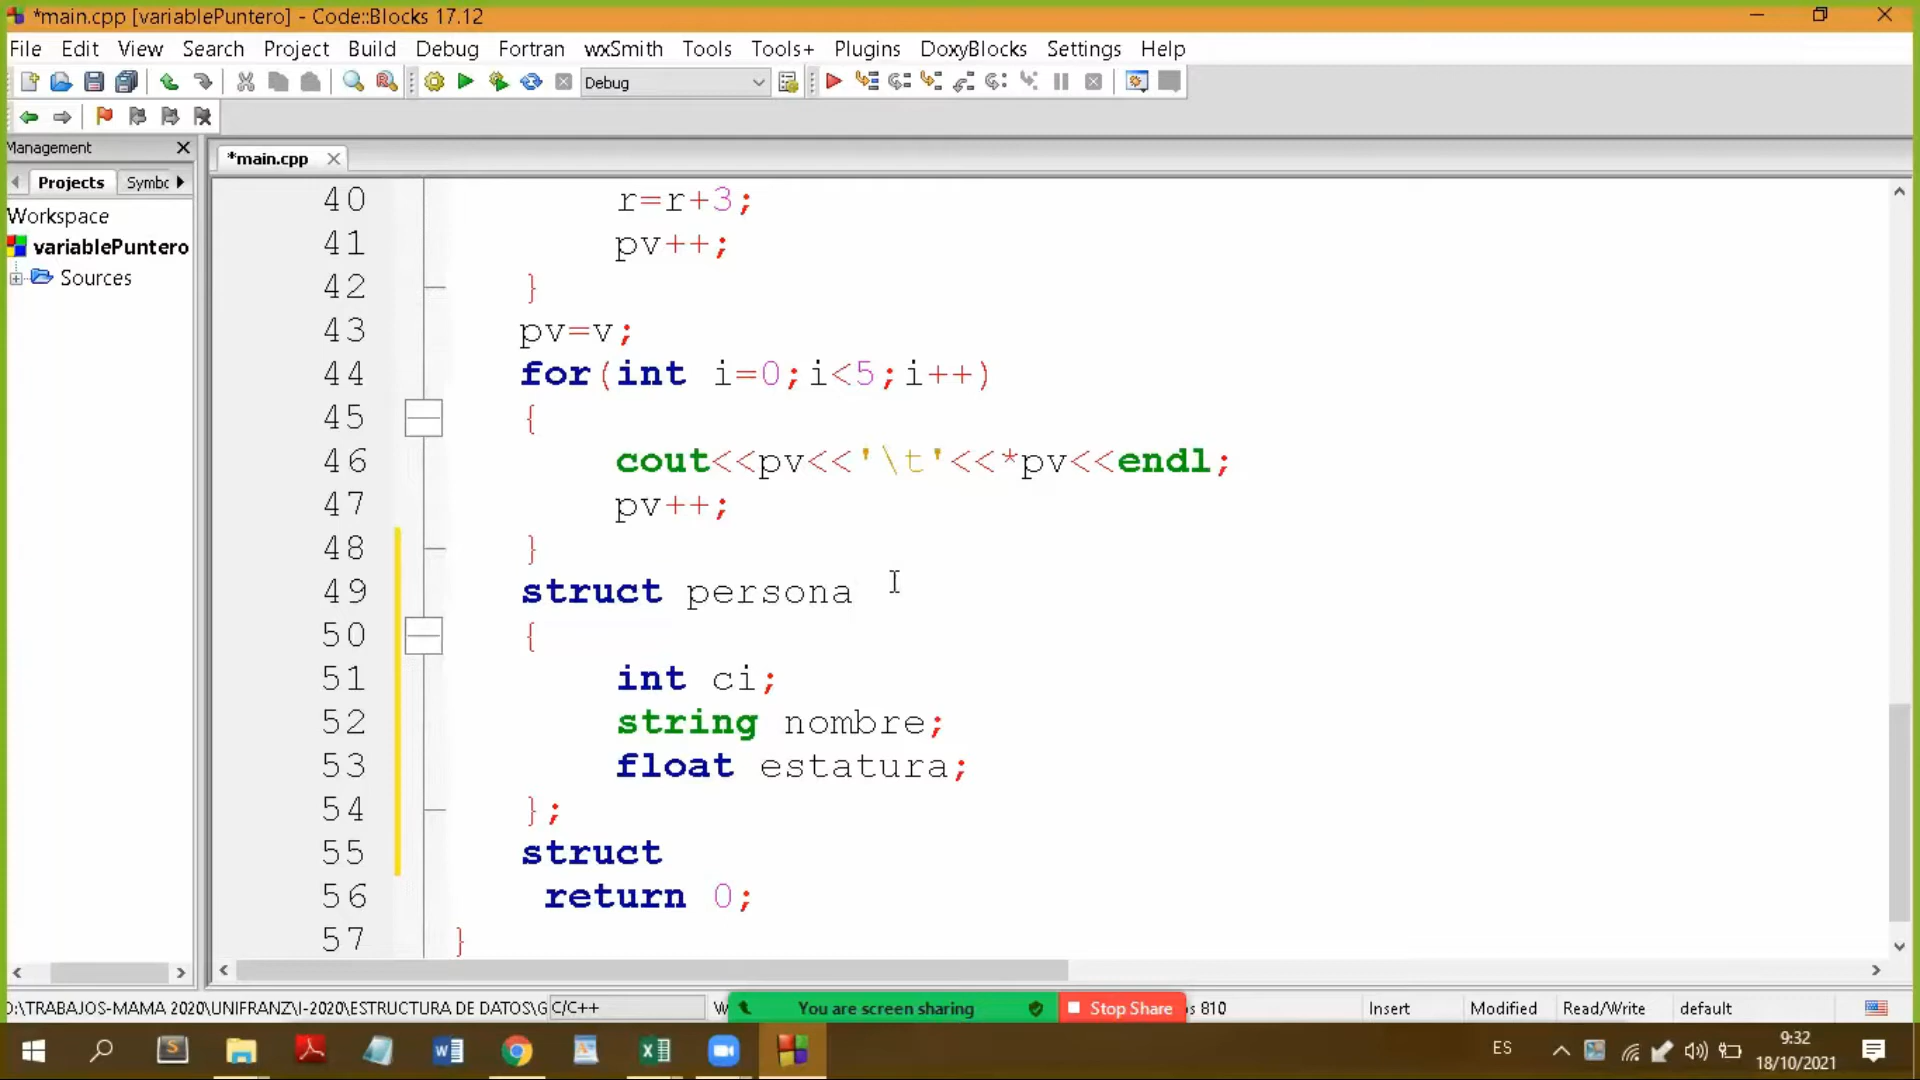 *main.cpp [variablePuntero] - Code::Blocks 17.12
File Edit View Search Project Build Debug Fortran wxSmith Tools Tools+ Plugins DoxyBlocks Settings Help
Debug
Management
*main.cpp
Projects Symbc
Workspace
variablePuntero
Sources
40 r=r+3;
41 pv++;
42 }
43 pv=v;
44 for(int i=0;i<5;i++)
45 {
46 cout<<pv<<'\t'<<*pv<<endl;
47 pv++;
48 }
49 struct persona
50 {
51 int ci;
52 string nombre;
53 float estatura;
54 };
55 struct
56 return 0;
57 }
D:\TRABAJOS-MAMA 2020\UNIFRANZ\I-2020\ESTRUCTURA DE DATOS\G C/C++ You are screen sharing Stop Share 810 Insert Modified Read/Write default
ES
9:32
18/10/2021